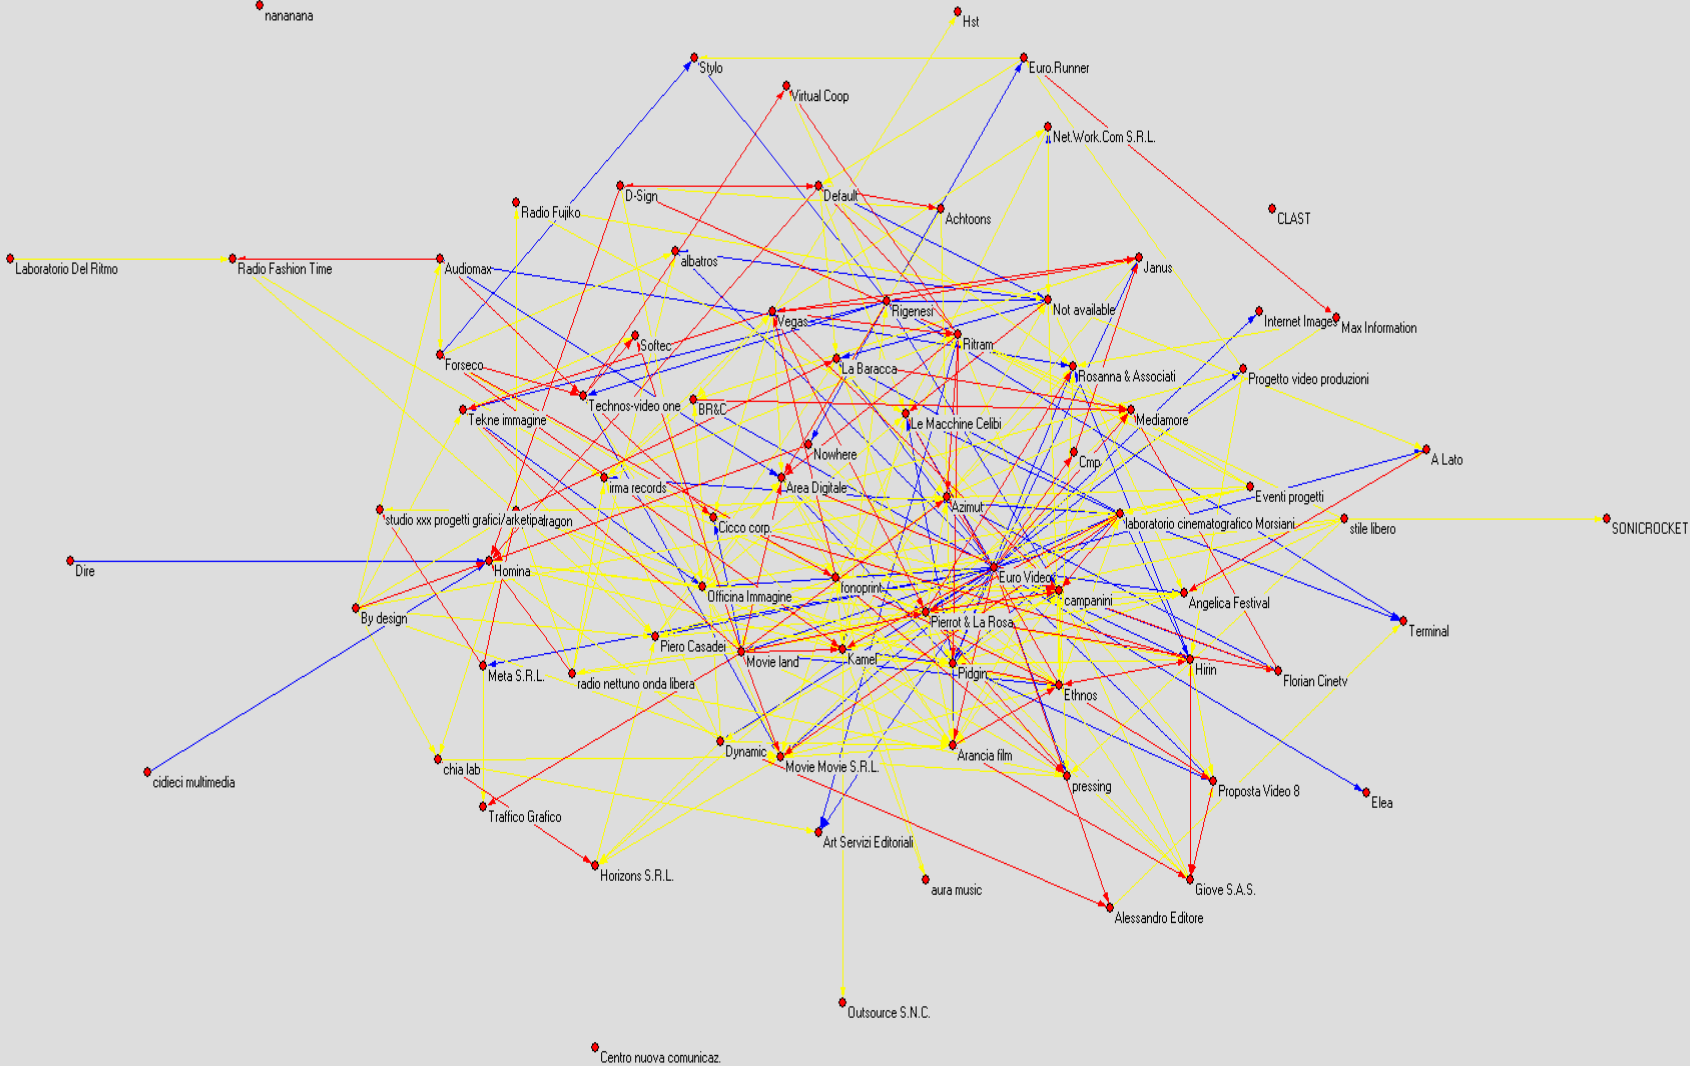 nananana
Hst
Stylo
Euro.Runner
Virtual Coop
Net.Work.Com S.R.L.
D-Sign
Default
Radio Fujiko
Achtoons
CLAST
Laboratorio Del Ritmo
Radio Fashion Time
Audiomax
albatros
Janus
Vegas
Rigenesi
Not available
Internet Images
Max Information
Softec
Ritram
Forseco
La Baracca
Rosanna & Associati
Progetto video produzioni
Tekne immagine
Technos-video one
BR&C
Le Macchine Celibi
Mediamore
Nowhere
Cmp
A Lato
irma records
Area Digitale
Azimut
Eventi progetti
studio xxx progetti grafici/arketipa
Cicco corp.
laboratorio cinematografico Morsiani
stile libero
SONICROCKET
Dire
Homina
Officina Immagine
fonoprint
Euro Video
campanini
Angelica Festival
By design
Pierrot & La Rosa
Terminal
Piero Casadei
Movie land
Kamel
Meta S.R.L.
radio nettuno onda libera
Pidgin
Ethnos
Hirin
Florian Cinetv
Dynamic
Arancia film
chia lab
Movie Movie S.R.L.
cidieci multimedia
pressing
Proposta Video 8
Elea
Traffico Grafico
Art Servizi Editoriali
Horizons S.R.L.
aura music
Giove S.A.S.
Alessandro Editore
Outsource S.N.C.
Centro nuova comunicaz.